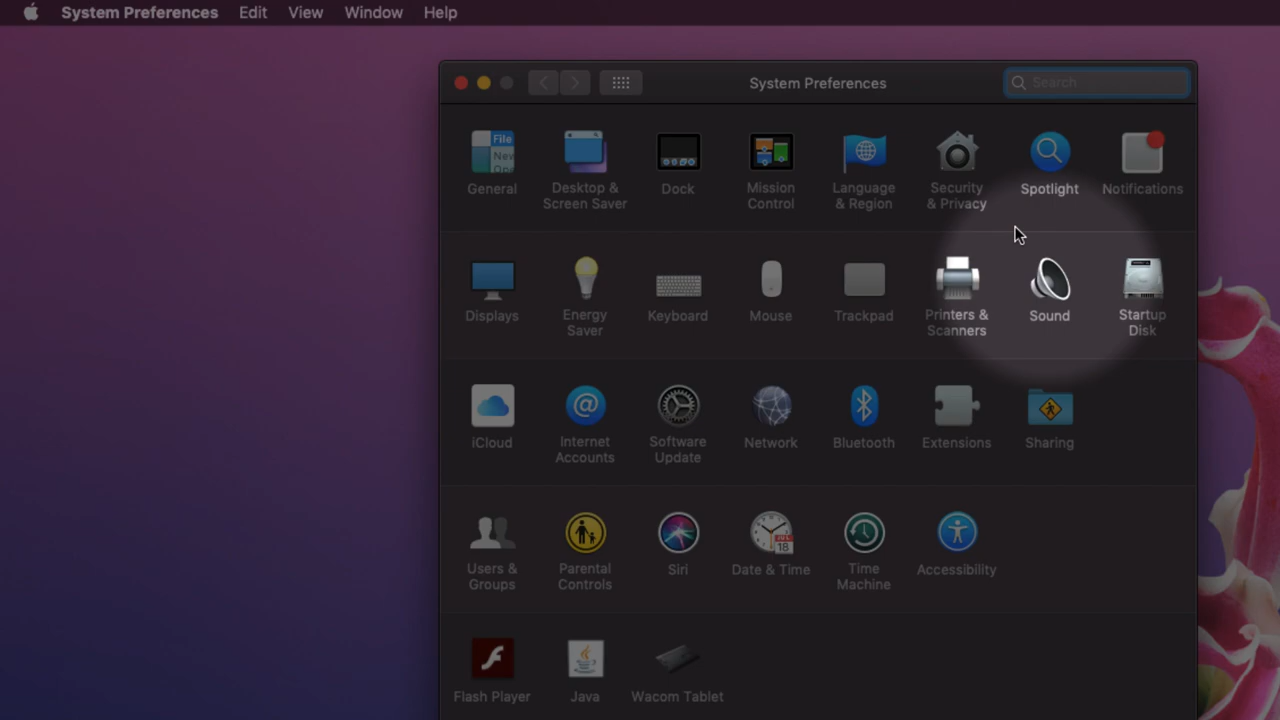 System Preferences Edit View Window Help
System Preferences
Search
General
Desktop &
Screen Saver
Dock
Mission
Control
Language
& Region
Security
& Privacy
Spotlight
Notifications
Displays
Energy
Saver
Keyboard
Mouse
Trackpad
Printers &
Scanners
Sound
Startup
Disk
iCloud
Internet
Accounts
Software
Update
Network
Bluetooth
Extensions
Sharing
Users &
Groups
Parental
Controls
Siri
Date & Time
Time
Machine
Accessibility
Flash Player
Java
Wacom Tablet
File
New
18